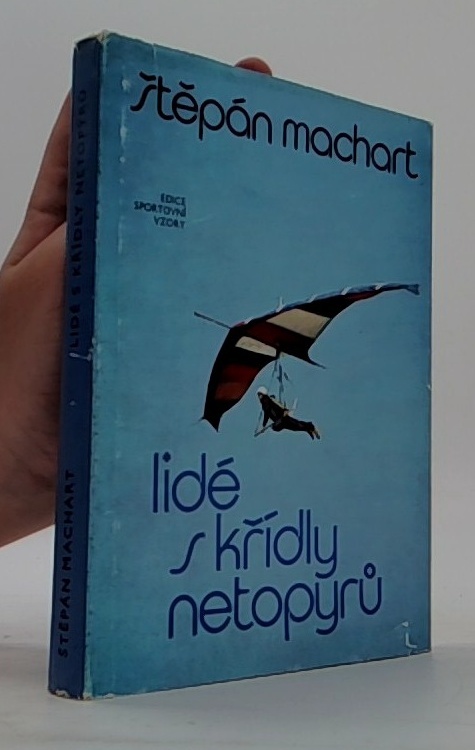 štěpán machart
EDICE
SPORTOVNÍ
VZORY
lidé
s křídly
netopýrů
ŠTĚPÁN MACHART
LIDÉ S KŘÍDLY NETOPÝRŮ